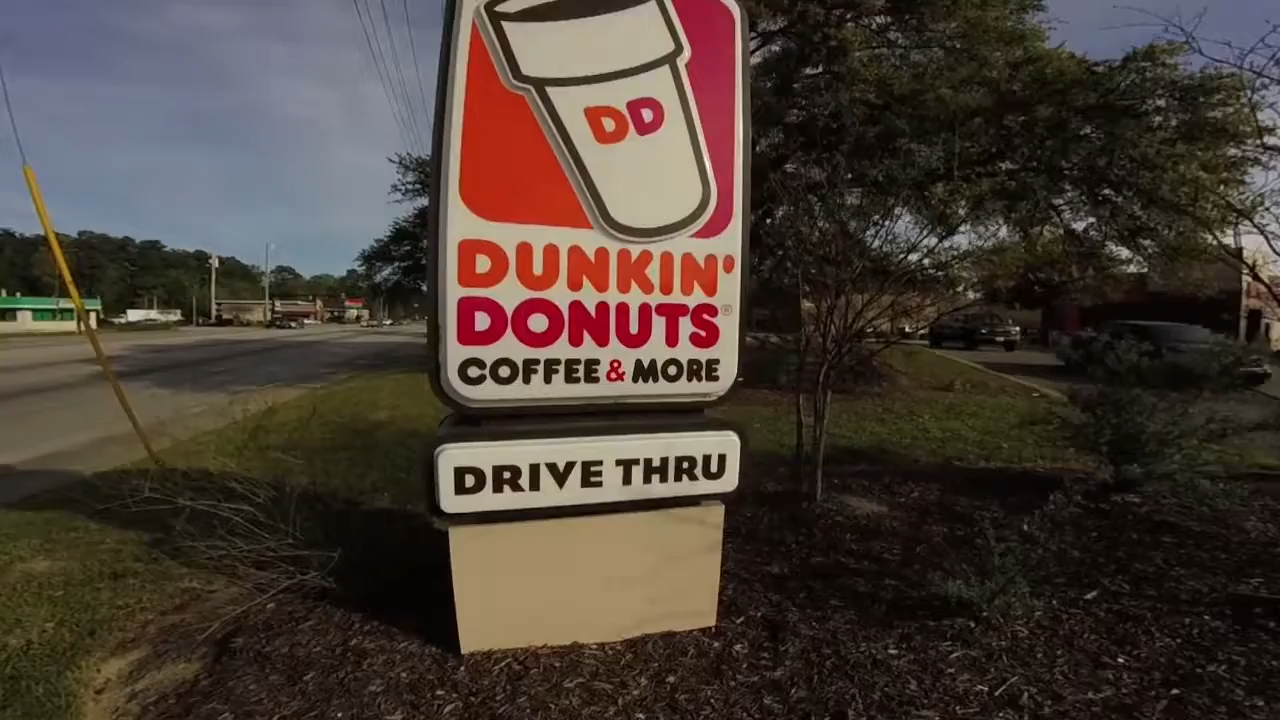 DD
DUNKIN'
DONUTS®
COFFEE & MORE
DRIVE THRU